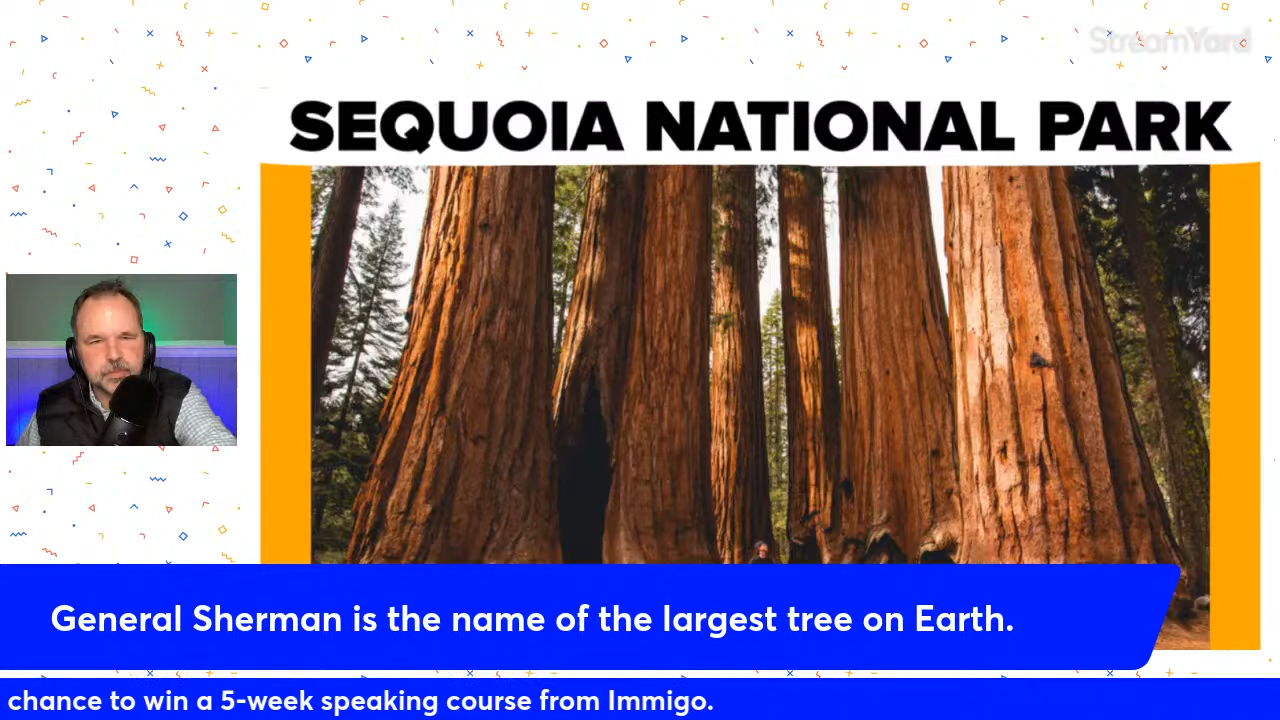 StreamYard
SEQUOIA NATIONAL PARK
General Sherman is the name of the largest tree on Earth.
chance to win a 5-week speaking course from Immigo.